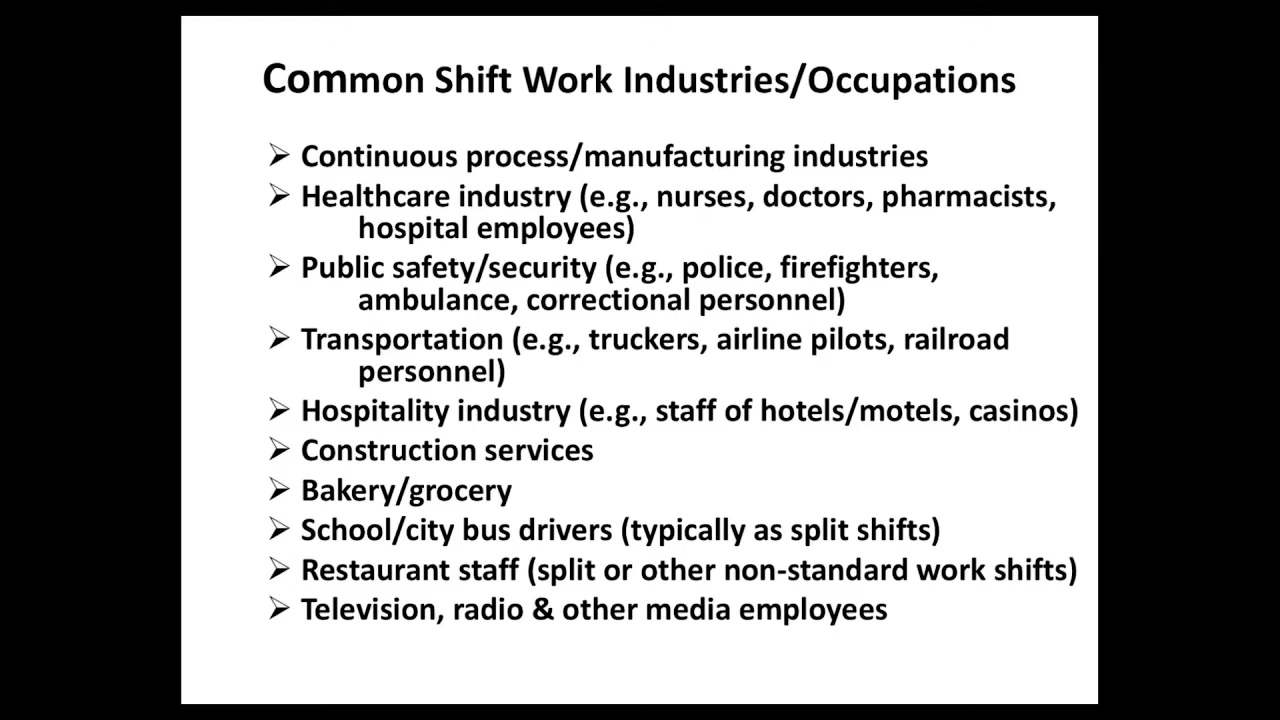 Common Shift Work Industries/Occupations
➢ Continuous process/manufacturing industries
➢ Healthcare industry (e.g., nurses, doctors, pharmacists,
hospital employees)
➢ Public safety/security (e.g., police, firefighters,
ambulance, correctional personnel)
➢ Transportation (e.g., truckers, airline pilots, railroad
personnel)
➢ Hospitality industry (e.g., staff of hotels/motels, casinos)
➢ Construction services
➢ Bakery/grocery
➢ School/city bus drivers (typically as split shifts)
➢ Restaurant staff (split or other non-standard work shifts)
➢ Television, radio & other media employees